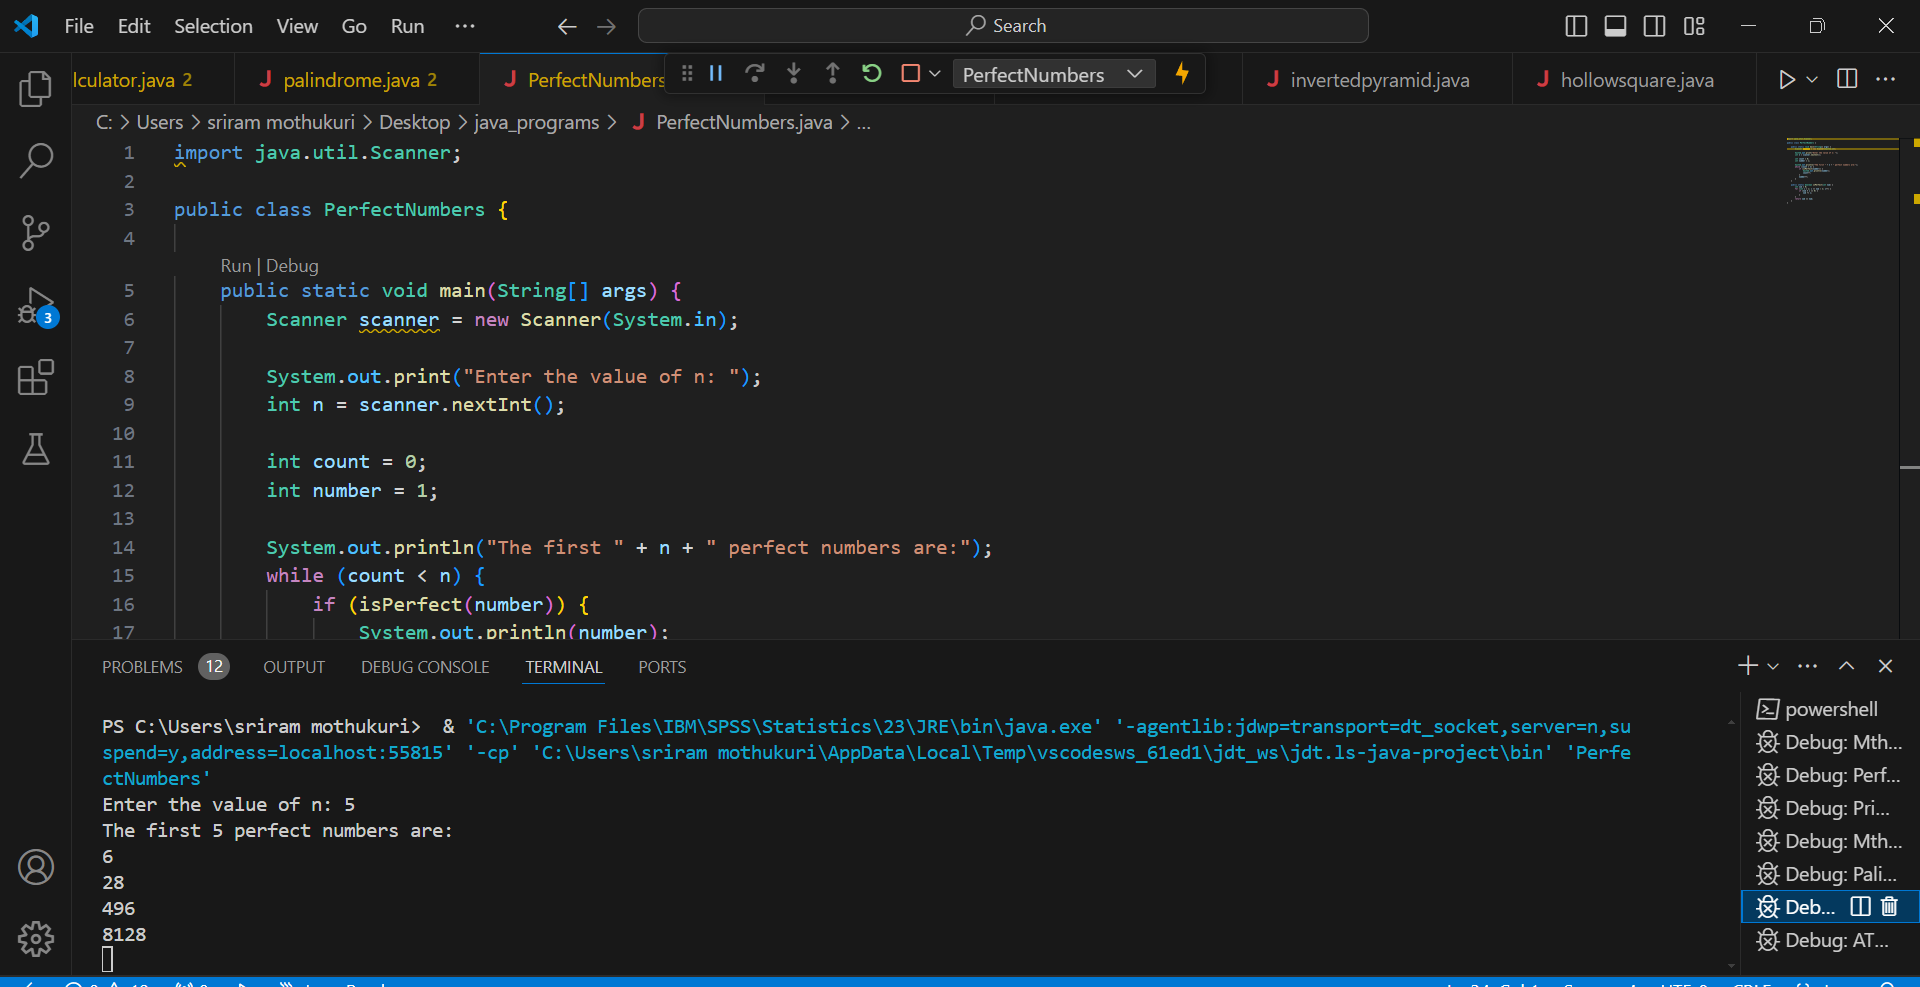 File Edit Selection View Go Run ··· Search
lculator.java 2 palindrome.java 2 PerfectNumbers PerfectNumbers invertedpyramid.java hollowsquare.java
C: > Users > sriram mothukuri > Desktop > java_programs > PerfectNumbers.java > ...
1 import java.util.Scanner;
2
3 public class PerfectNumbers {
4
Run | Debug
5 public static void main(String[] args) {
6 Scanner scanner = new Scanner(System.in);
7
8 System.out.print("Enter the value of n: ");
9 int n = scanner.nextInt();
10
11 int count = 0;
12 int number = 1;
13
14 System.out.println("The first " + n + " perfect numbers are:");
15 while (count < n) {
16 if (isPerfect(number)) {
17 System.out.println(number);
3
PROBLEMS 12 OUTPUT DEBUG CONSOLE TERMINAL PORTS
PS C:\Users\sriram mothukuri> & 'C:\Program Files\IBM\SPSS\Statistics\23\JRE\bin\java.exe' '-agentlib:jdwp=transport=dt_socket,server=n,su
spend=y,address=localhost:55815' '-cp' 'C:\Users\sriram mothukuri\AppData\Local\Temp\vscodesws_61ed1\jdt_ws\jdt.ls-java-project\bin' 'Perfe
ctNumbers'
Enter the value of n: 5
The first 5 perfect numbers are:
6
28
496
8128
powershell
Debug: Mth...
Debug: Perf...
Debug: Pri...
Debug: Mth...
Debug: Pali...
Deb...
Debug: AT...